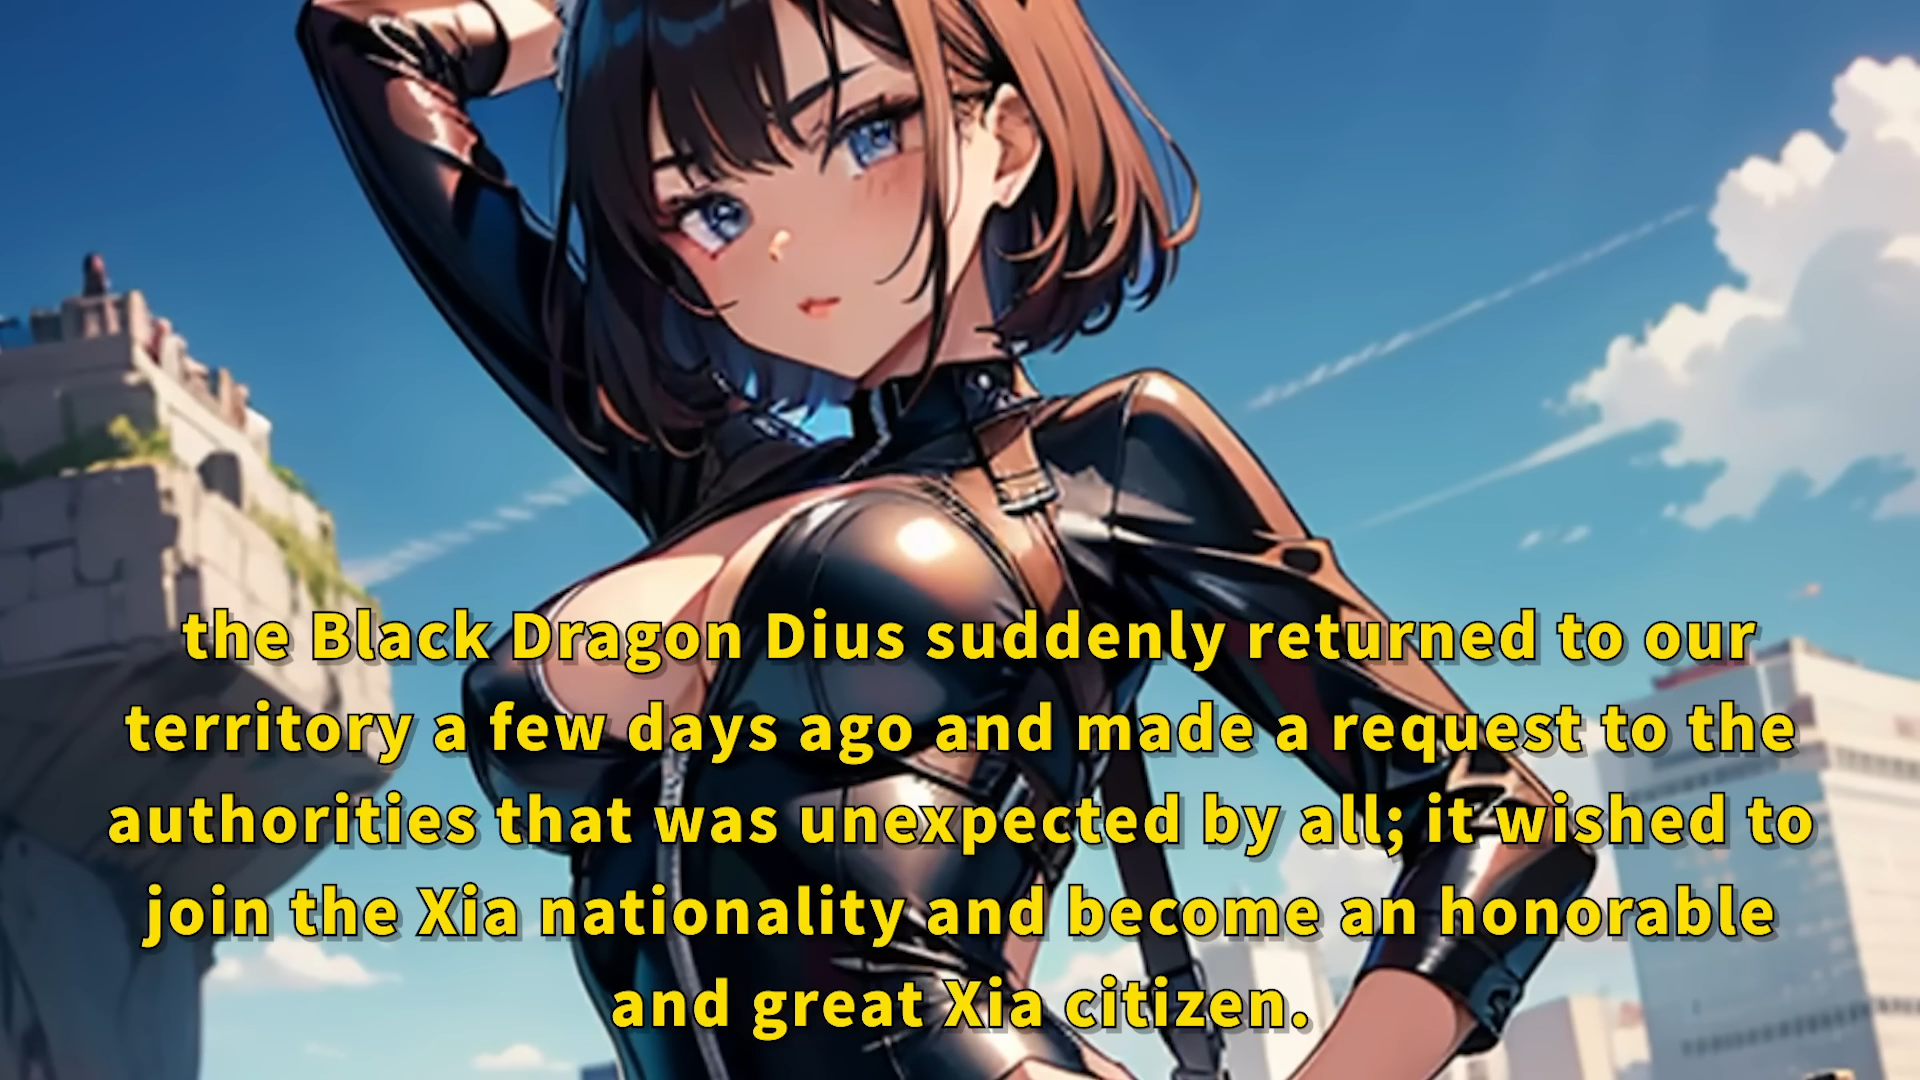 the Black Dragon Dius suddenly returned to our
territory a few days ago and made a request to the
authorities that was unexpected by all; it wished to
join the Xia nationality and become an honorable
and great Xia citizen.